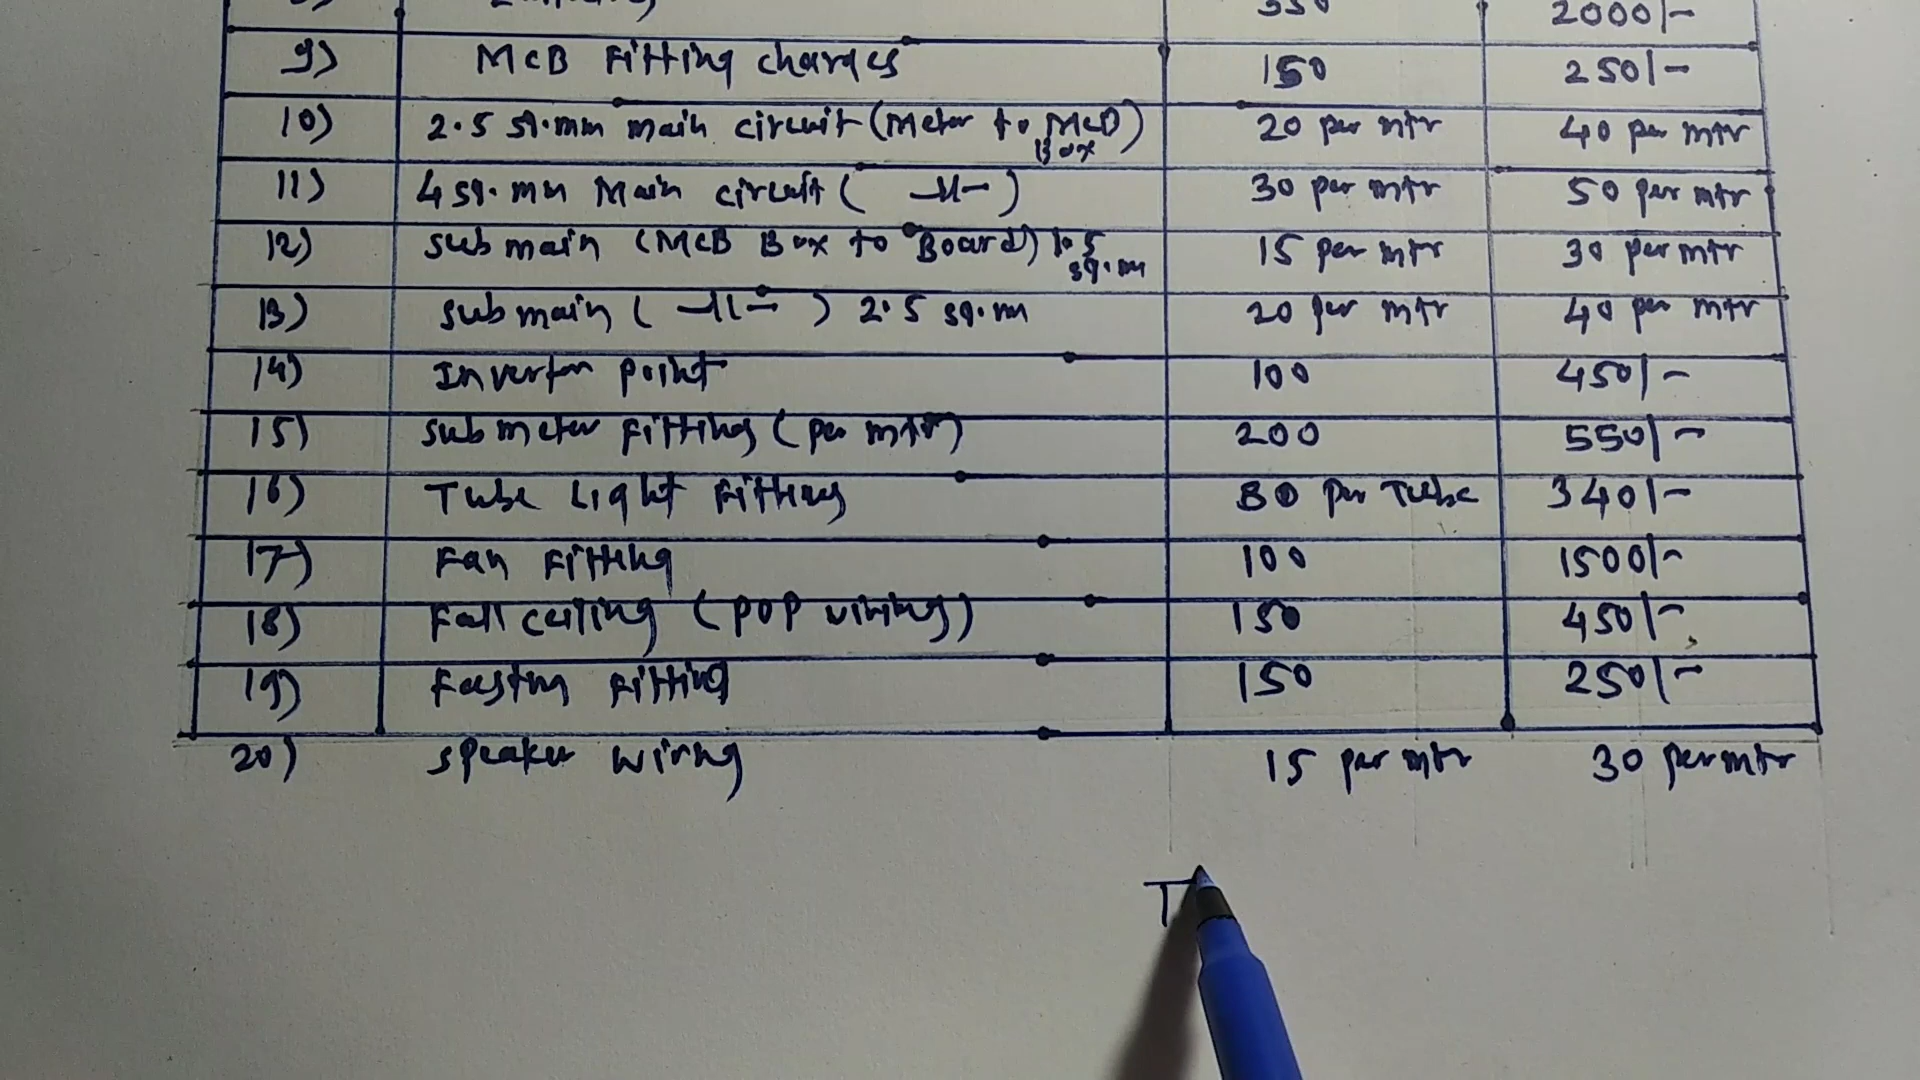 350 2000/-
9) MCB Fitting charges 150 250/-
10) 2.5 sq.mm main circuit (Meter to MCB Box) 20 per mtr 40 per mtr
11) 4 sq.mm Main circuit ( -11- ) 30 per mtr 50 per mtr
12) sub main (MCB Box to Board) 1.5 sq.m 15 per mtr 30 per mtr
13) sub main ( -11- ) 2.5 sq.m 20 per mtr 40 per mtr
14) Inverter point 100 450/-
15) sub meter Fitting (per mtr) 200 550/-
16) Tube Light Fitting 80 per Tube 340/-
17) Fan Fitting 100 1500/-
18) Fall ceiling (POP wiring) 150 450/-
19) Fitting 150 250/-
20) speaker wiring 15 per mtr 30 per mtr
T